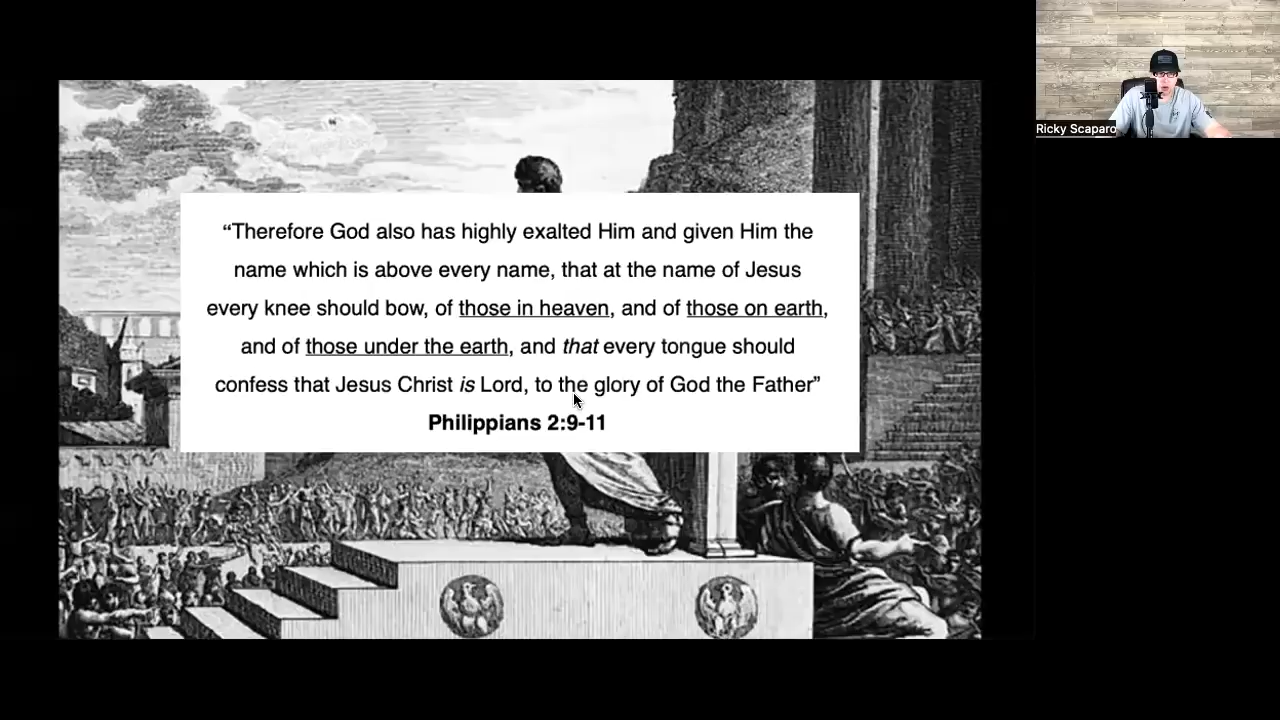 “Therefore God also has highly exalted Him and given Him the
name which is above every name, that at the name of Jesus
every knee should bow, of those in heaven, and of those on earth,
and of those under the earth, and that every tongue should
confess that Jesus Christ is Lord, to the glory of God the Father”
Philippians 2:9-11
Ricky Scaparo